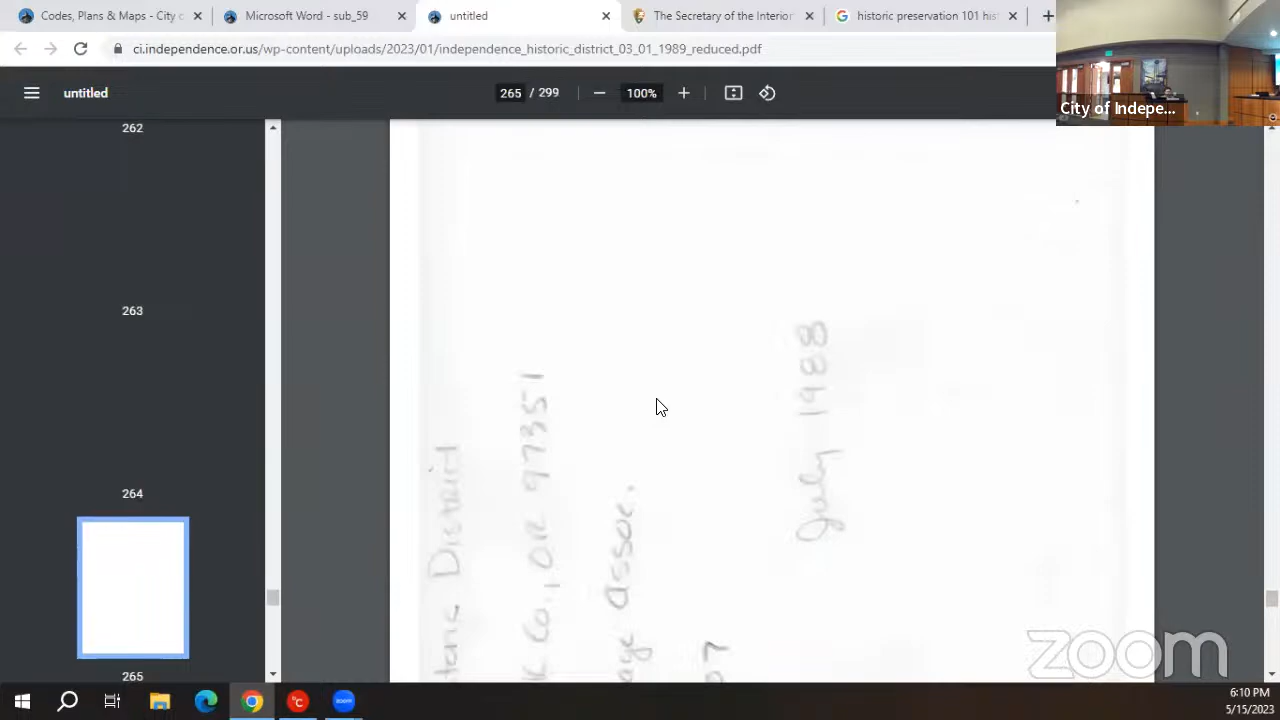 Codes, Plans & Maps - City c
Microsoft Word - sub_59
untitled
The Secretary of the Interior'
historic preservation 101 his
ci.independence.or.us/wp-content/uploads/2023/01/independence_historic_district_03_01_1989_reduced.pdf
untitled
265 / 299
100%
City of Indepe...
262
263
264
265
toric District
k Co., OR 97351
age Assoc.
July 1988
zoom
6:10 PM
5/15/2023